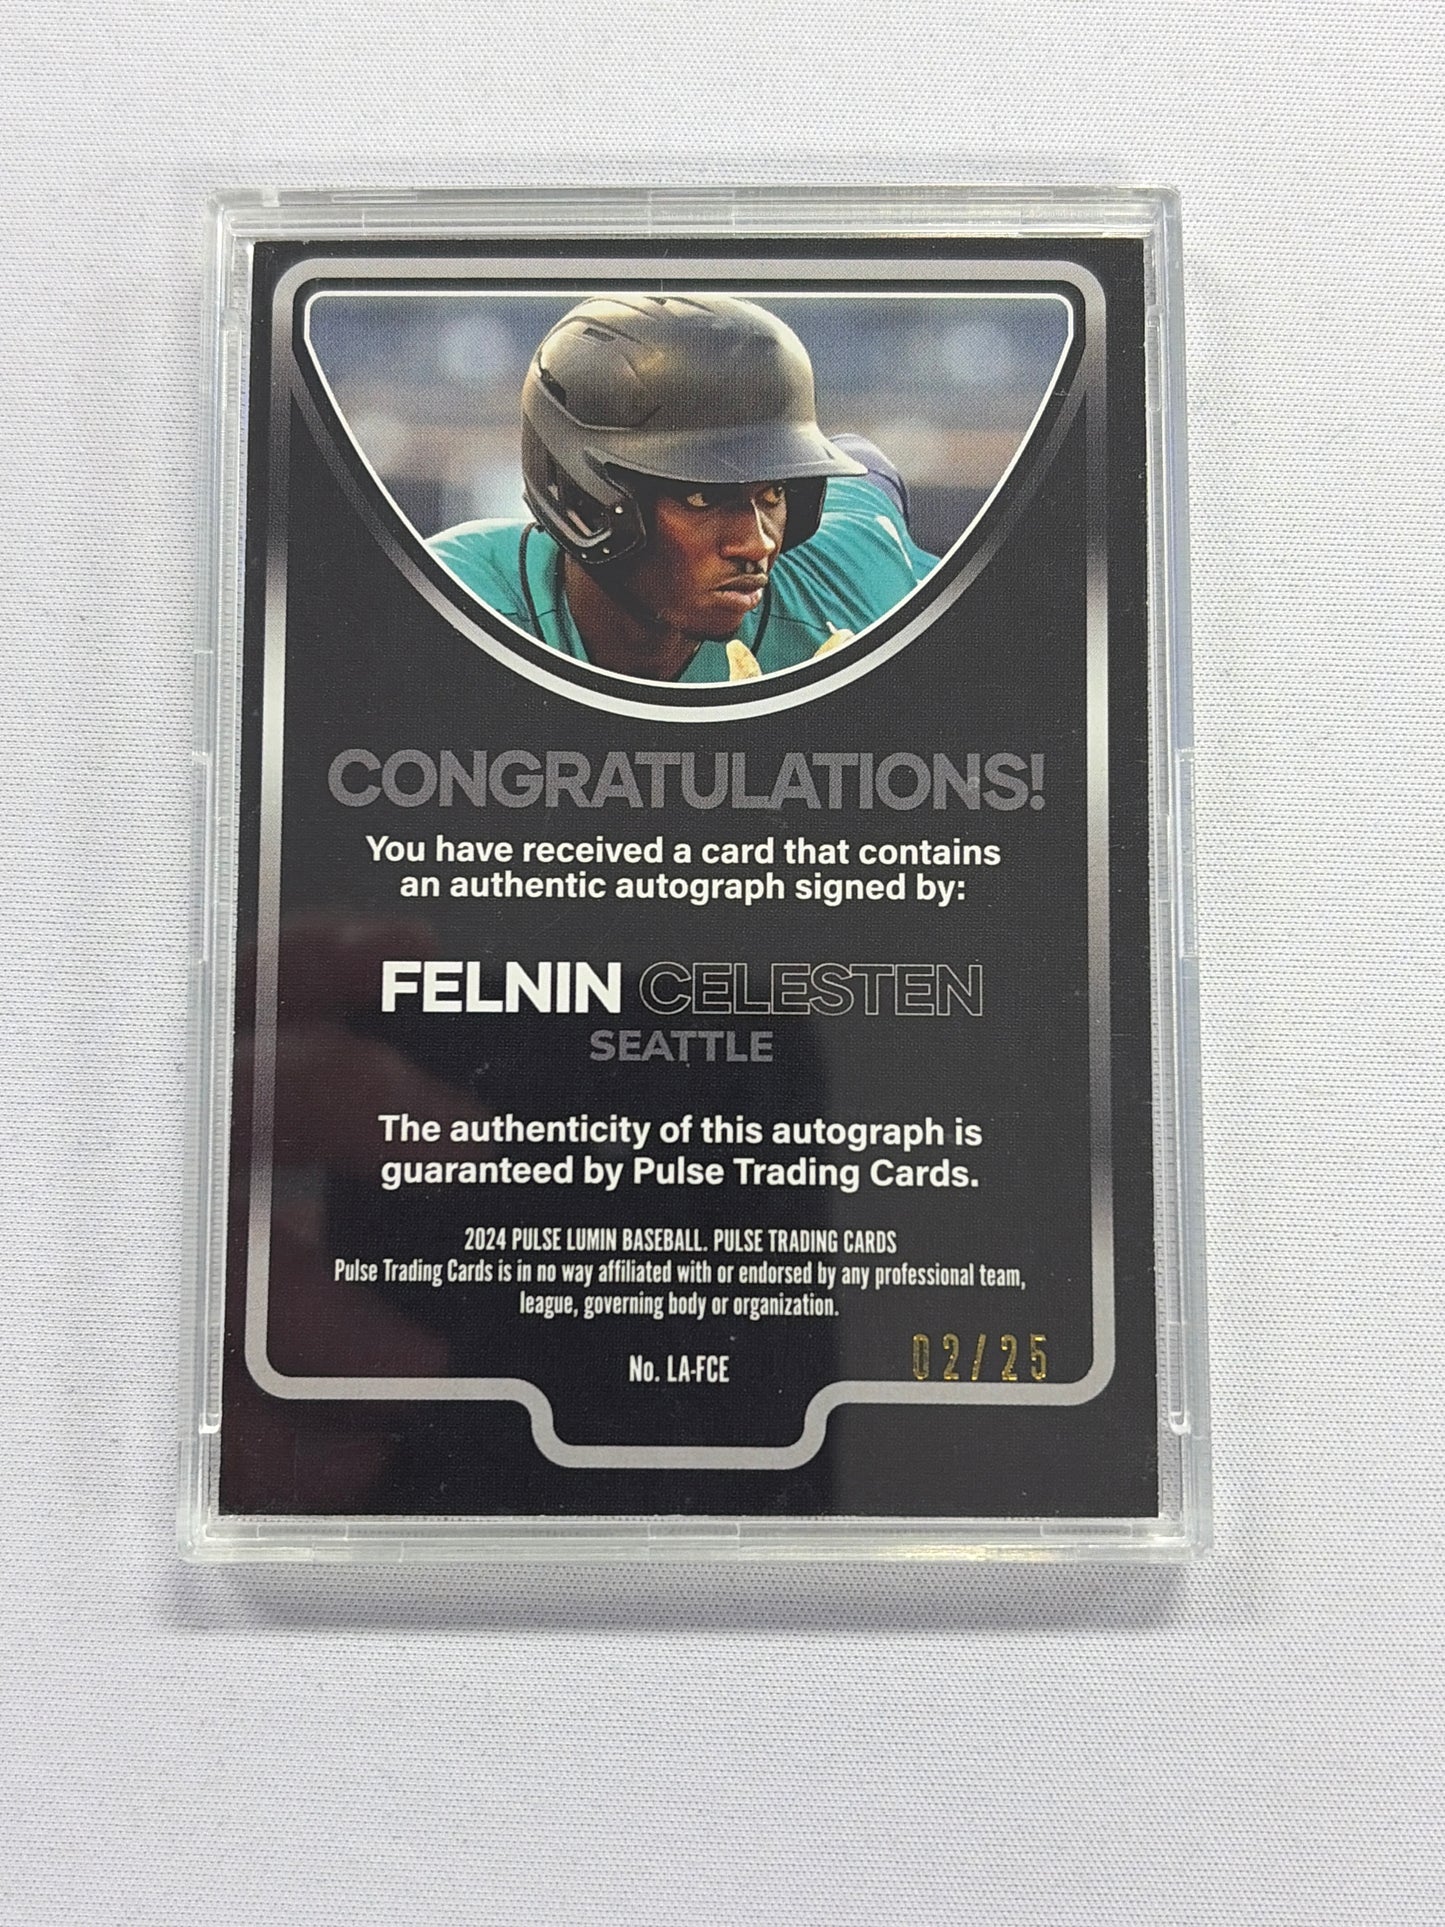 CONGRATULATIONS!
You have received a card that contains
an authentic autograph signed by:
FELNIN CELESTEN
SEATTLE
The authenticity of this autograph is
guaranteed by Pulse Trading Cards.
2024 PULSE LUMIN BASEBALL. PULSE TRADING CARDS
Pulse Trading Cards is in no way affiliated with or endorsed by any professional team,
league, governing body or organization.
No. LA-FCE
02/25